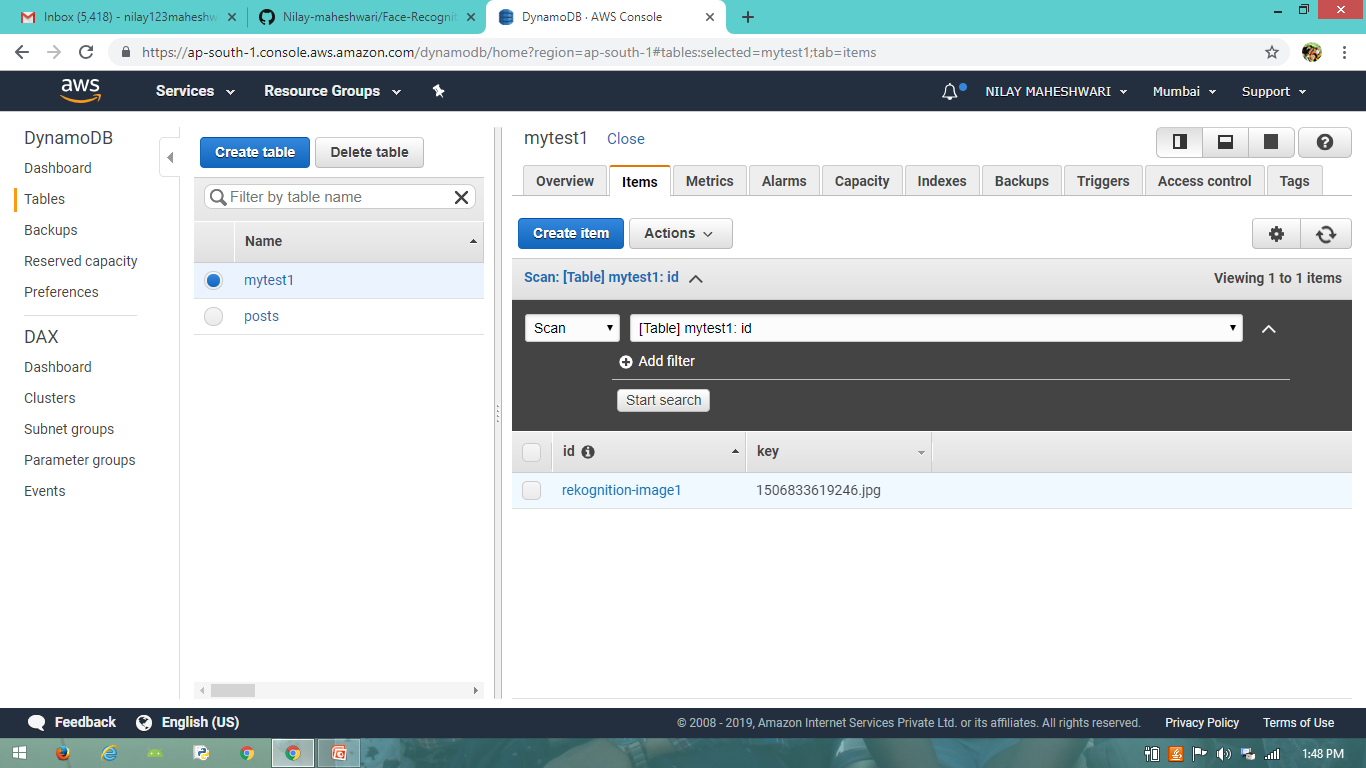 Inbox (5,418) - nilay123maheshw
Nilay-maheshwari/Face-Recognit
DynamoDB · AWS Console
https://ap-south-1.console.aws.amazon.com/dynamodb/home?region=ap-south-1#tables:selected=mytest1;tab=items
aws Services Resource Groups NILAY MAHESHWARI Mumbai Support
DynamoDB
Dashboard
Tables
Backups
Reserved capacity
Preferences
DAX
Dashboard
Clusters
Subnet groups
Parameter groups
Events
Create table Delete table
Filter by table name
Name
mytest1
posts
mytest1 Close
Overview Items Metrics Alarms Capacity Indexes Backups Triggers Access control Tags
Create item Actions
Scan: [Table] mytest1: id Viewing 1 to 1 items
Scan [Table] mytest1: id
Add filter
Start search
id key
rekognition-image1 1506833619246.jpg
Feedback English (US) © 2008 - 2019, Amazon Internet Services Private Ltd. or its affiliates. All rights reserved. Privacy Policy Terms of Use
1:48 PM